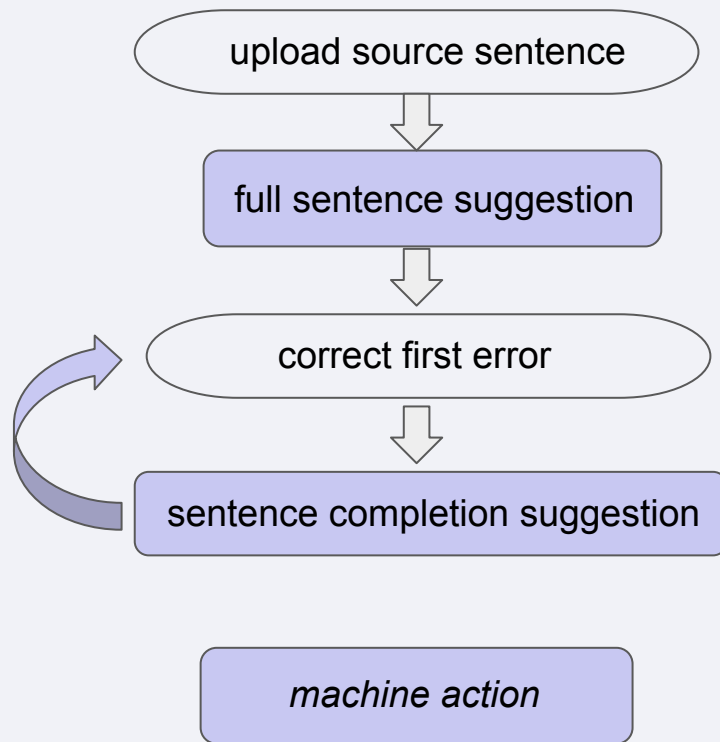 upload source sentence
full sentence suggestion
correct first error
sentence completion suggestion
machine action